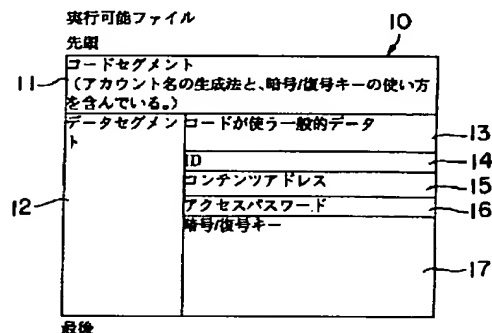 実行可能ファイル
先頭
10
コードセグメント
11
(アカウント名の生成法と、暗号/復号キーの使い方
を含んでいる。)
データセグメン
ト
コードが使う一般的データ
13
ID
14
コンテンツアドレス
15
12
アクセスパスワード
16
暗号/復号キー
17
最後